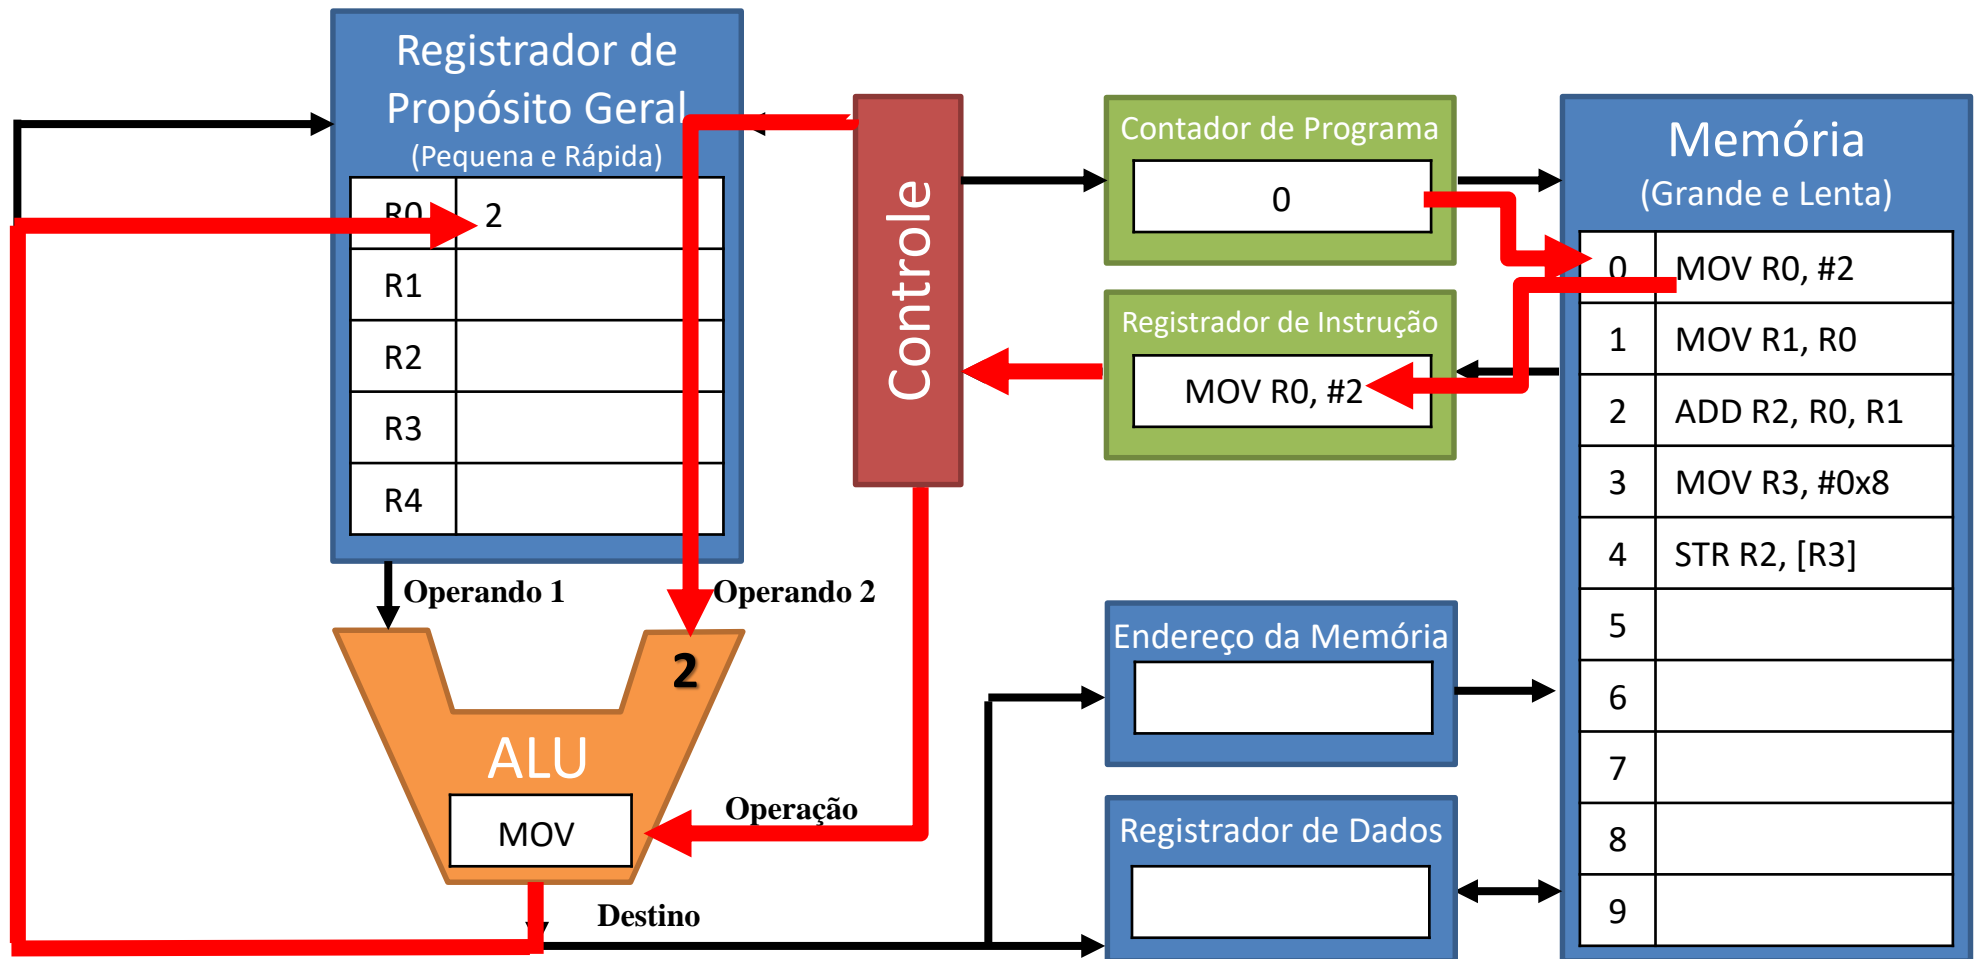 Registrador de
Propósito Geral
(Pequena e Rápida)
R0 2
R1
R2
R3
R4
Operando 1
Operando 2
2
ALU
MOV
Operação
Destino
Controle
Contador de Programa
0
Registrador de Instrução
MOV R0, #2
Endereço da Memória
Registrador de Dados
Memória
(Grande e Lenta)
0 MOV R0, #2
1 MOV R1, R0
2 ADD R2, R0, R1
3 MOV R3, #0x8
4 STR R2, [R3]
5
6
7
8
9